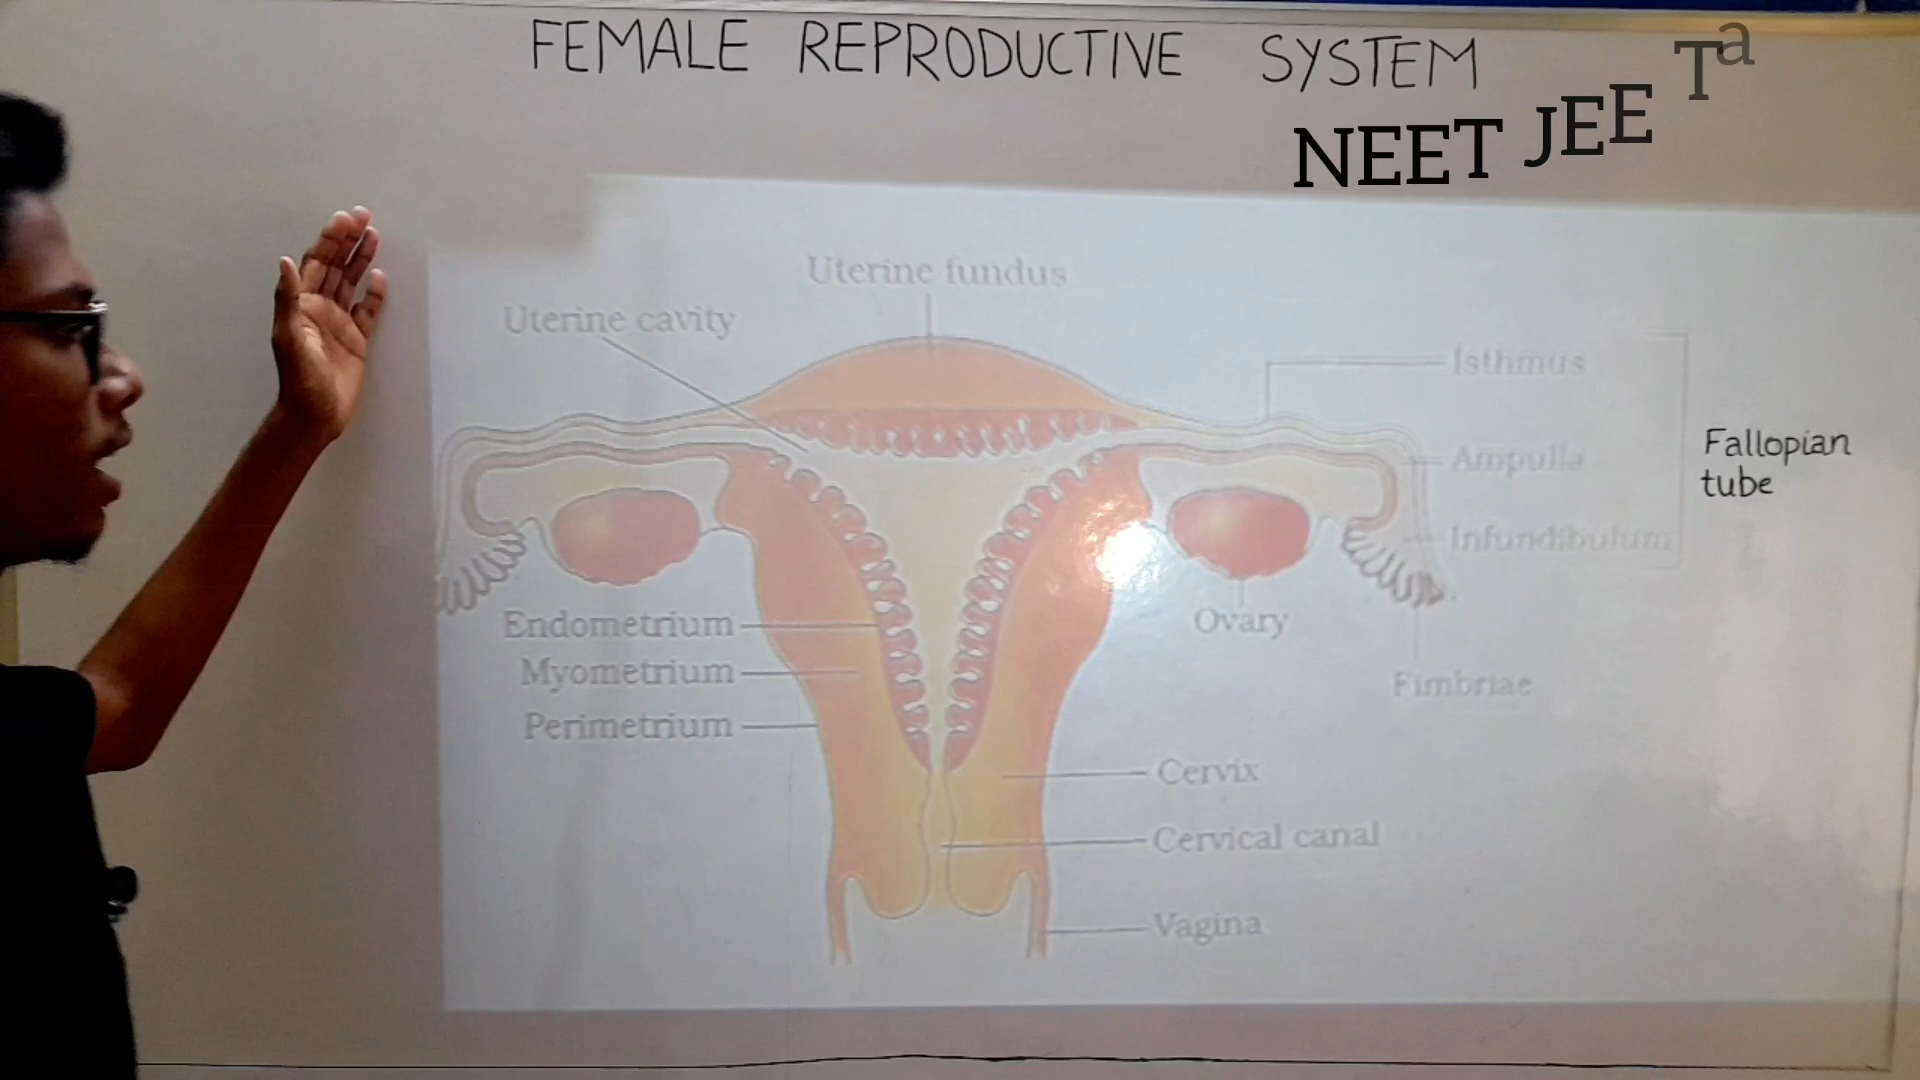 FEMALE REPRODUCTIVE SYSTEM
NEET JEE Ta
Uterine fundus
Uterine cavity
Isthmus
Ampulla
Infundibulum
Fallopian
tube
Endometrium
Myometrium
Perimetrium
Ovary
Fimbriae
Cervix
Cervical canal
Vagina